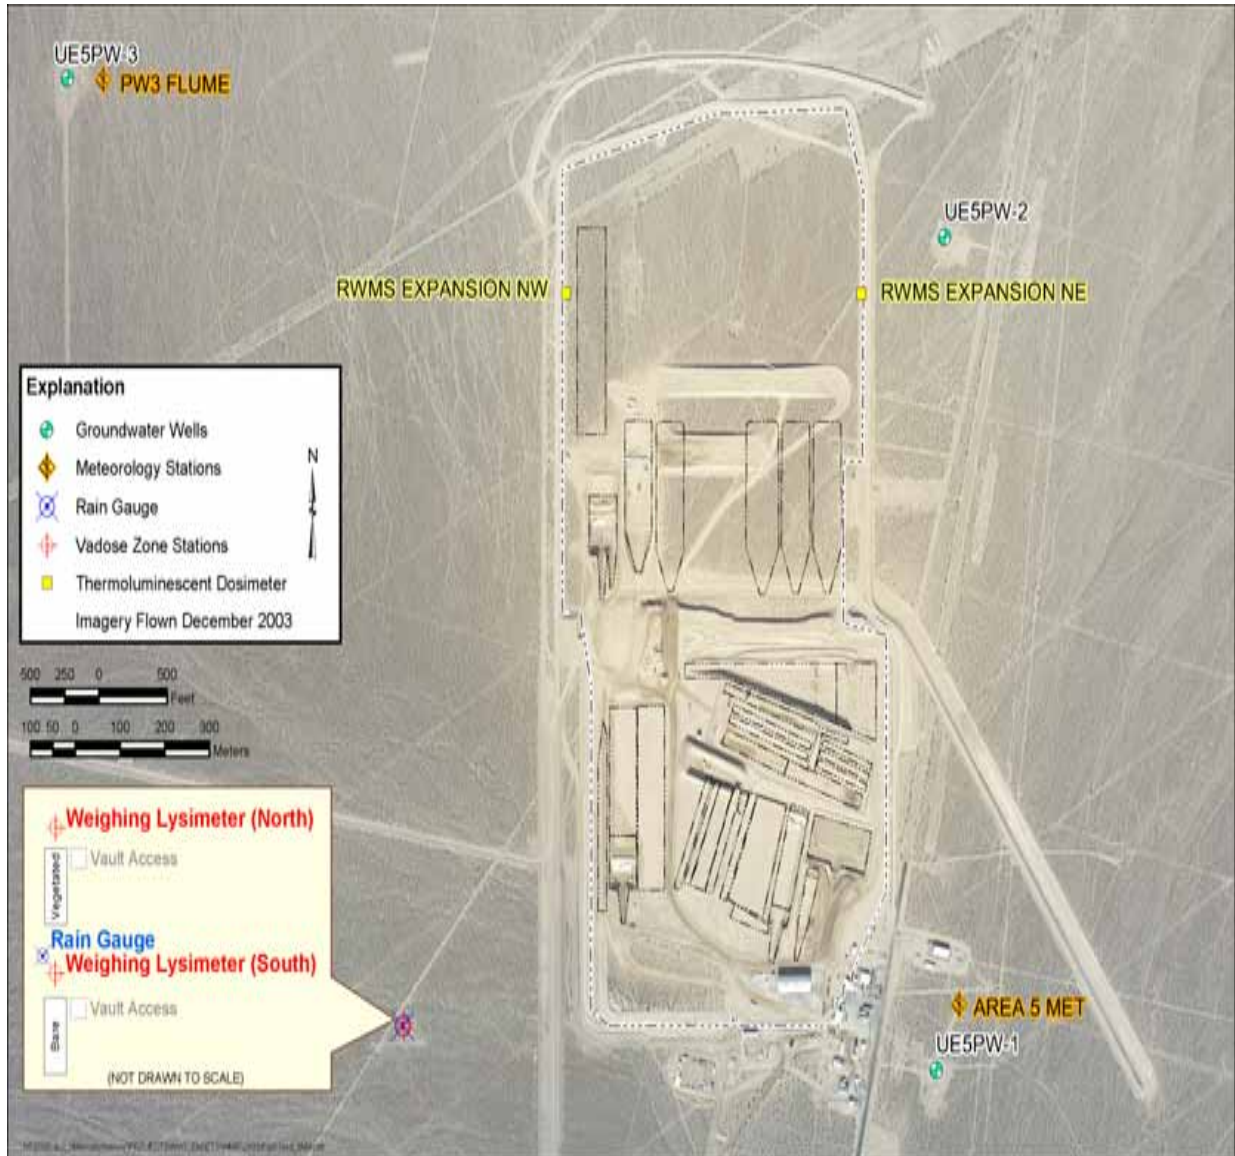 UE5PW-3
PW3 FLUME
UE5PW-2
RWMS EXPANSION NW
RWMS EXPANSION NE
Explanation
Groundwater Wells
Meteorology Stations
Rain Gauge
Vadose Zone Stations
Thermoluminescent Dosimeter
Imagery Flown December 2003
N
500 250 0 500
Feet
100 50 0 100 200 300
Meters
Weighing Lysimeter (North)
Vault Access
Vegetated
Rain Gauge
Weighing Lysimeter (South)
Vault Access
Bare
(NOT DRAWN TO SCALE)
AREA 5 MET
UE5PW-1